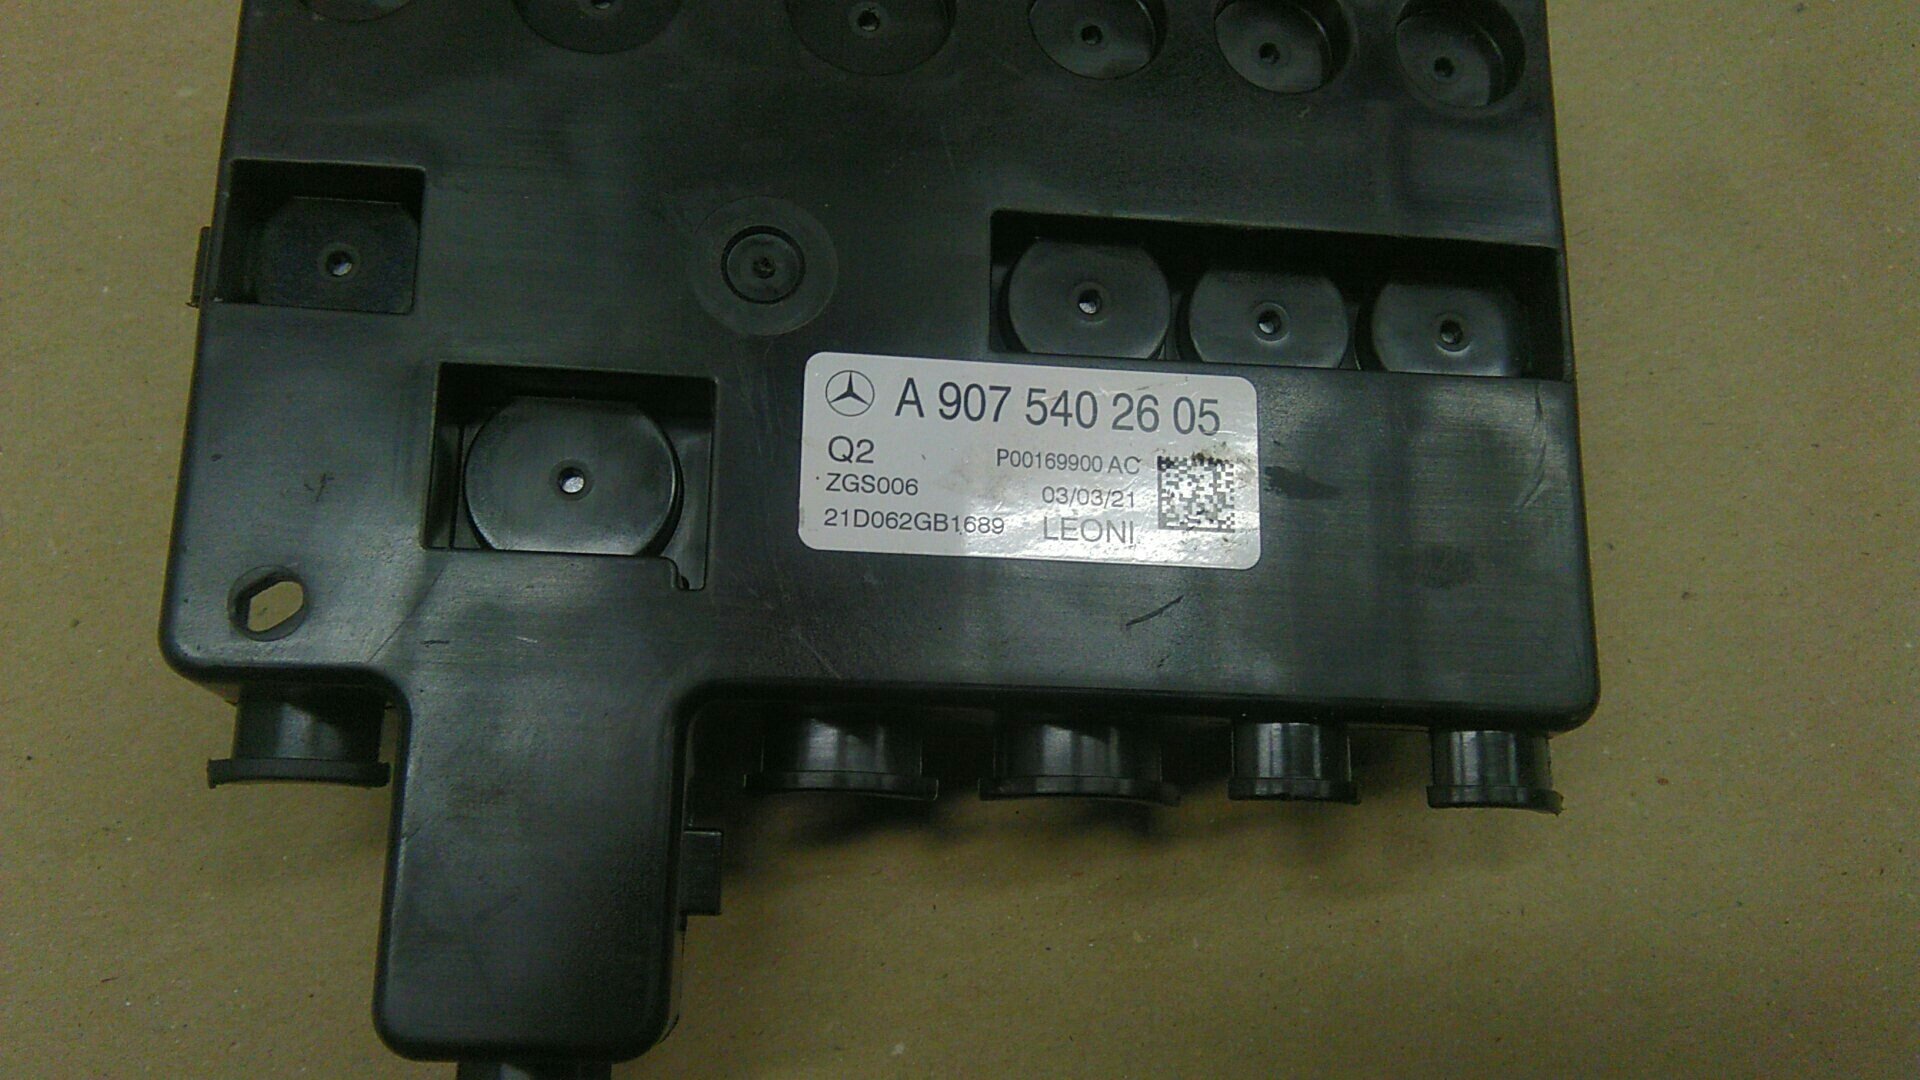 A 907 540 26 05
Q2
P00169900 AC
ZGS006
03/03/21
21D062GB1689
LEONI